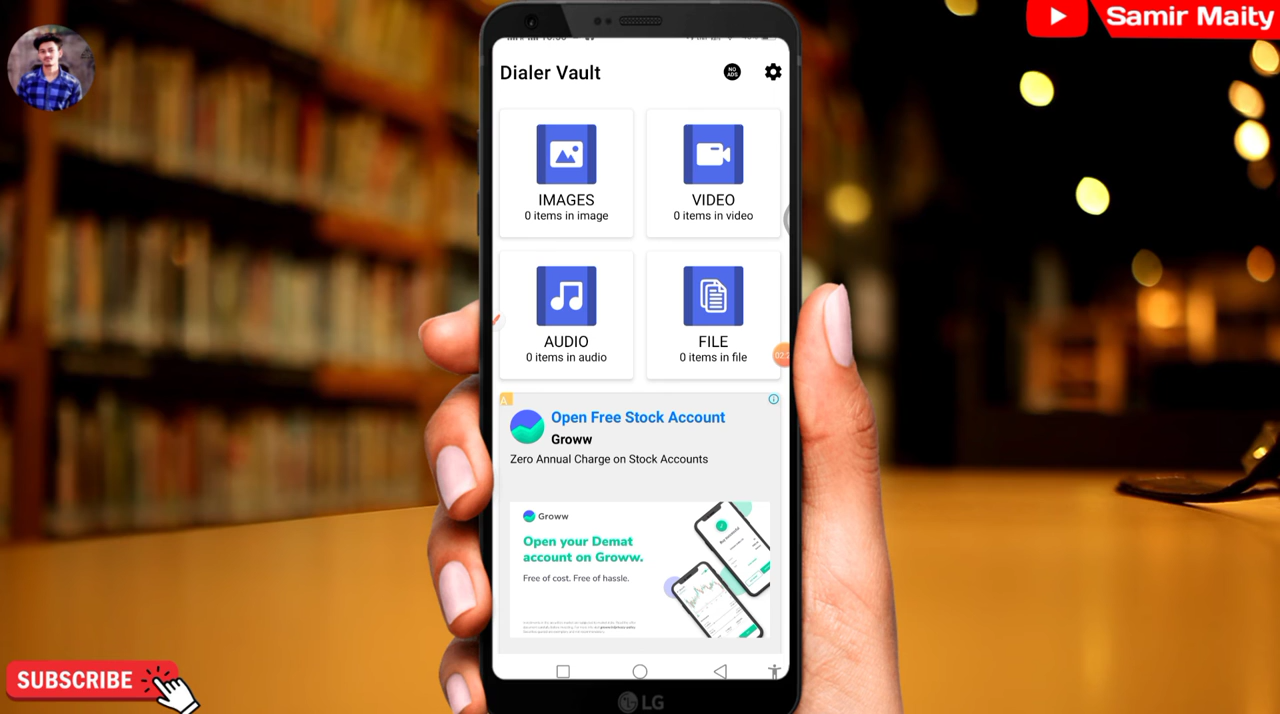 Samir Maity
Dialer Vault
NO
ADS
IMAGES
0 items in image
VIDEO
0 items in video
AUDIO
0 items in audio
FILE
0 items in file
Open Free Stock Account
Groww
Zero Annual Charge on Stock Accounts
Groww
Open your Demat
account on Groww.
Free of cost. Free of hassle.
SUBSCRIBE
LG